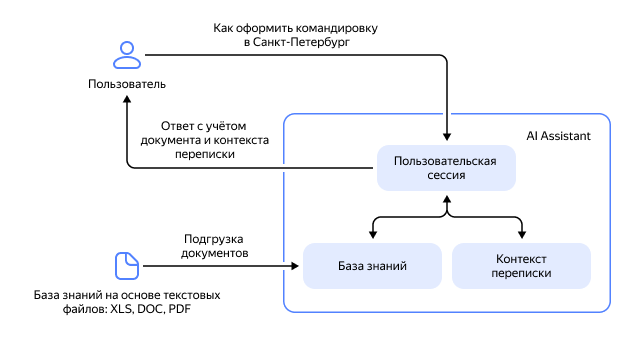 Как оформить командировку
в Санкт-Петербург
Пользователь
Ответ с учётом
документа и контекста
переписки
AI Assistant
Пользовательская
сессия
Подгрузка
документов
База знаний
Контекст
переписки
База знаний на основе текстовых
файлов: XLS, DOC, PDF